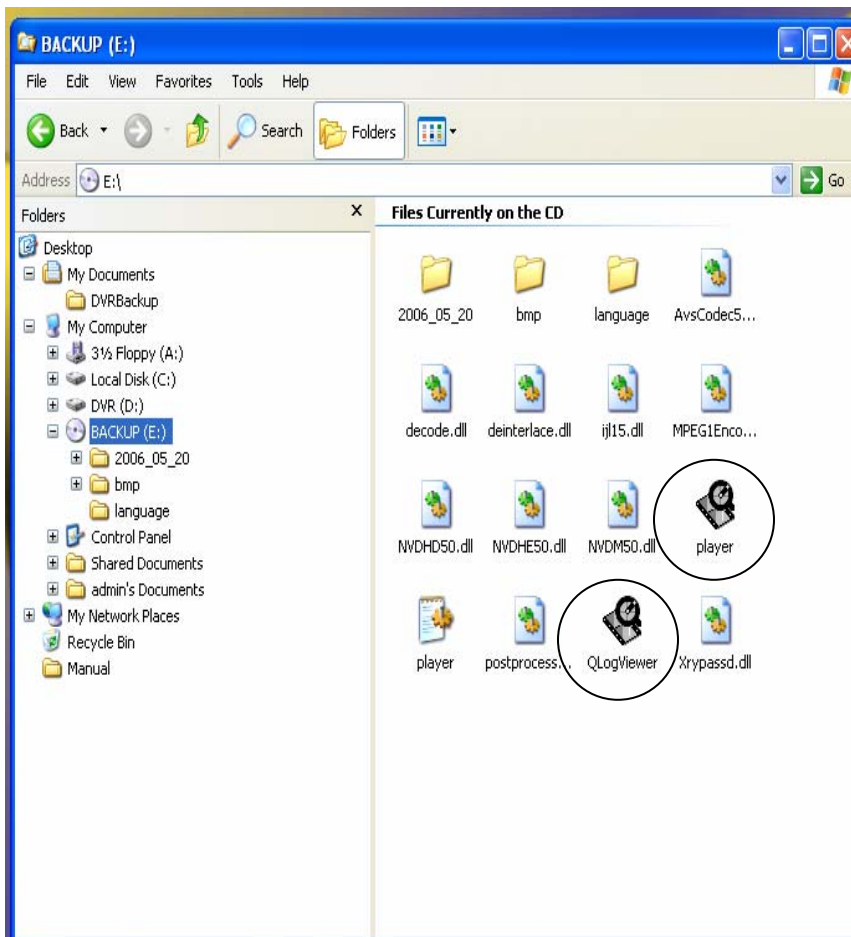 BACKUP (E:)
File Edit View Favorites Tools Help
Back Search Folders
Address E:\ Go
Folders X
Desktop
My Documents
DVRBackup
My Computer
3½ Floppy (A:)
Local Disk (C:)
DVR (D:)
BACKUP (E:)
2006_05_20
bmp
language
Control Panel
Shared Documents
admin's Documents
My Network Places
Recycle Bin
Manual
Files Currently on the CD
2006_05_20 bmp language AvsCodec5...
decode.dll deinterlace.dll ijl15.dll MPEG1Enco...
NVDHD50.dll NVDHE50.dll NVDM50.dll player
player postprocess... QLogViewer Xrypassd.dll